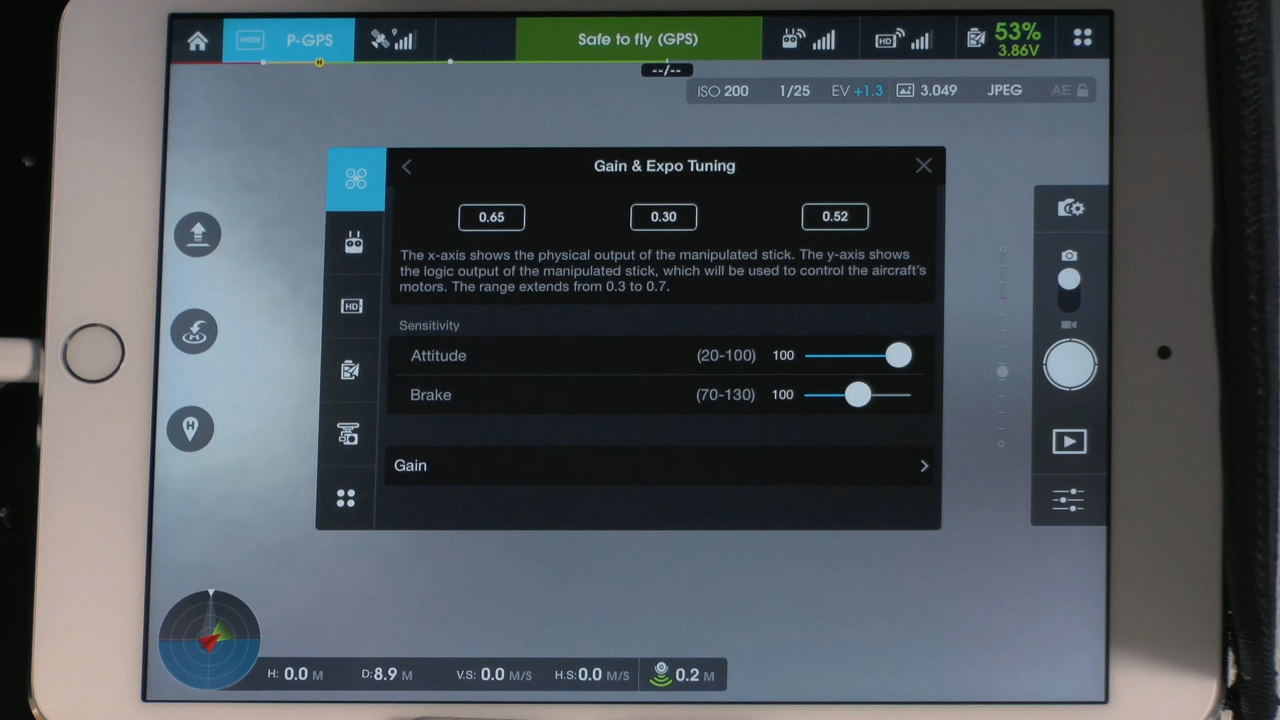 MODE P-GPS
Safe to fly (GPS)
HD
53%
3.86V
H
--/--
ISO 200 1/25 EV +1.3 3.049 JPEG AE
Gain & Expo Tuning
0.65 0.30 0.52
The x-axis shows the physical output of the manipulated stick. The y-axis shows
the logic output of the manipulated stick, which will be used to control the aircraft's
motors. The range extends from 0.3 to 0.7.
HD
Sensitivity
Attitude (20-100) 100
Brake (70-130) 100
H
H
Gain
H: 0.0 M D:8.9 M V.S: 0.0 M/S H.S:0.0 M/S 0.2 M